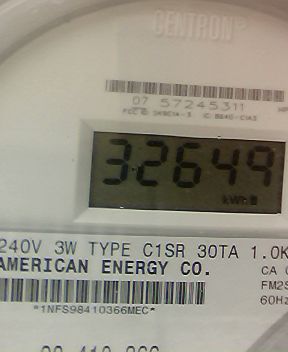 CENTRON®
07 57245311
32649
kWh
240V 3W TYPE C1SR 30TA 1.0K
AMERICAN ENERGY CO.
CA
FM2S
60Hz
*1NFS98410366MEC*